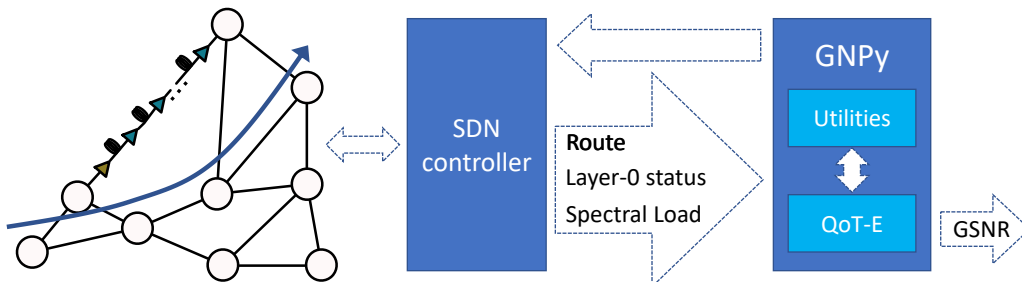 SDN
controller
Route
Layer-0 status
Spectral Load
GNPy
Utilities
QoT-E
GSNR